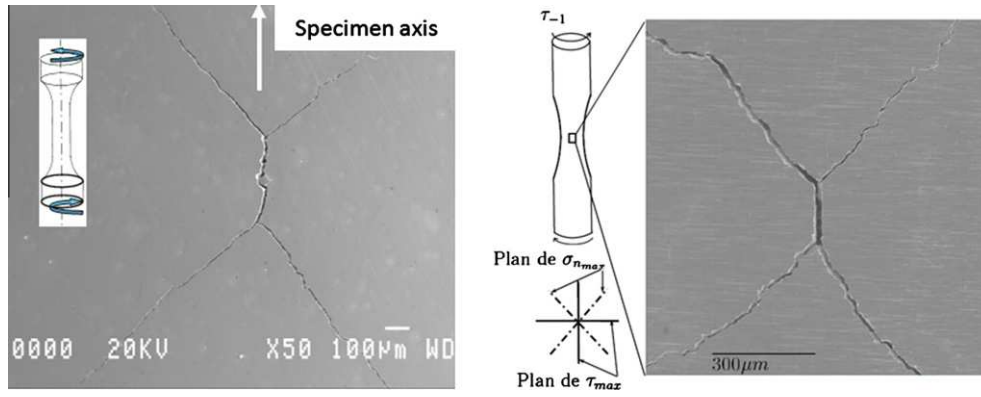 Specimen axis
0000 20KV . X50 100μm WD
τ₋₁
Plan de σₙₘₐₓ
Plan de τₘₐₓ
300μm